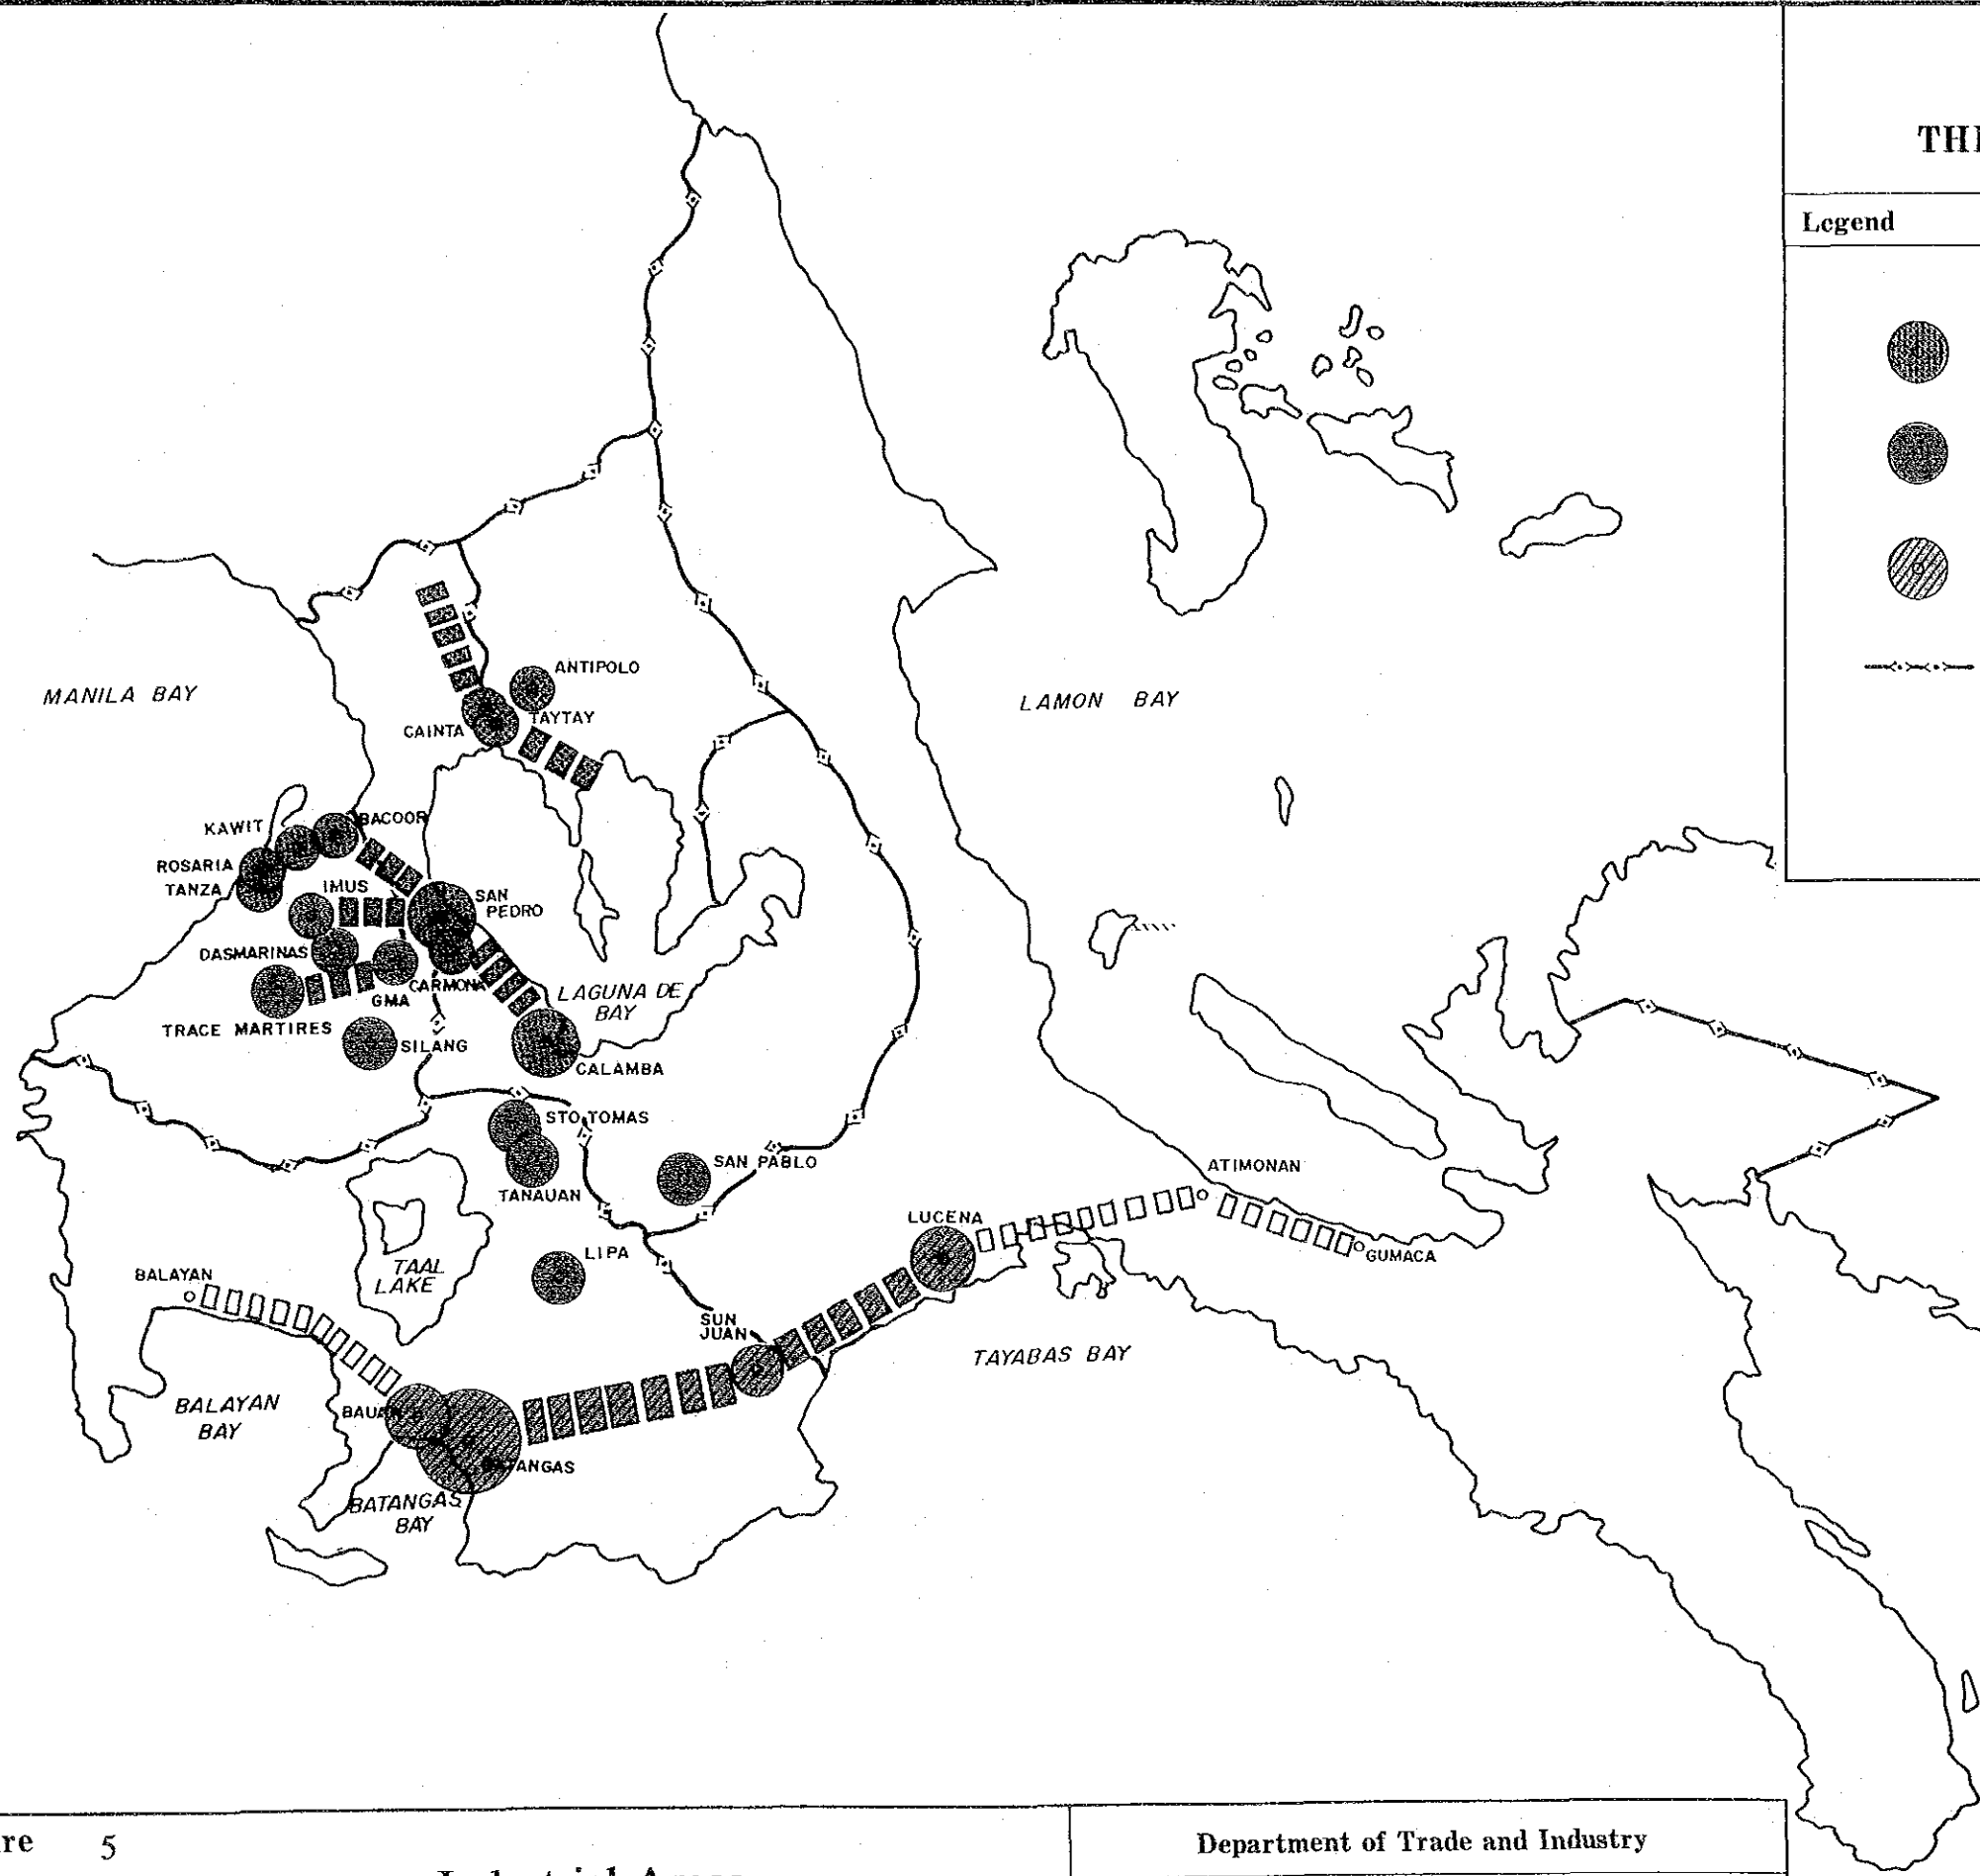 THE
Legend
ANTIPOLO
MANILA BAY
LAMON BAY
TAYTAY
CAINTA
BACOOR
KAWIT
ROSARIA
IMUS
TANZA
SAN
PEDRO
DASMARINAS
CARMONA
GMA
LAGUNA DE
BAY
TRACE MARTIRES
SILANG
CALAMBA
STO TOMAS
SAN PABLO
ATIMONAN
TANAUAN
LUCENA
LIPA
GUMACA
TAAL
LAKE
BALAYAN
SUN
JUAN
TAYABAS BAY
BALAYAN
BAY
BAUAN
BATANGAS
BATANGAS
BAY
re 5
Department of Trade and Industry